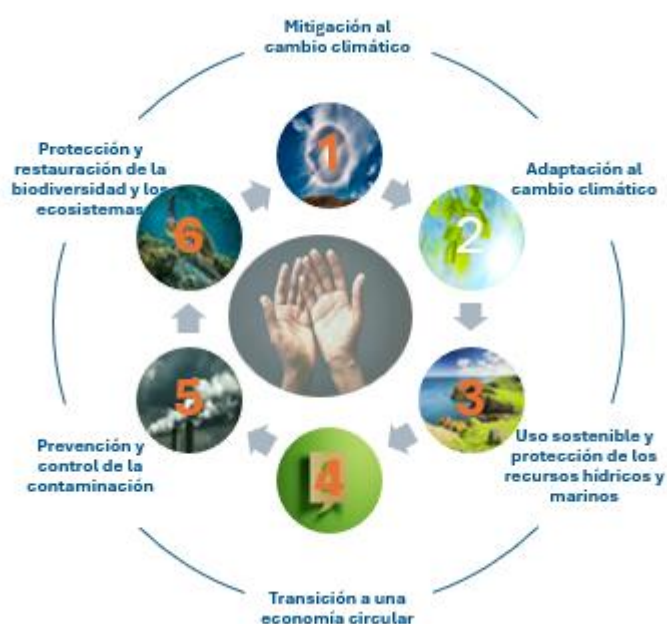 Mitigación al
cambio climático
1
Adaptación al
cambio climático
2
Uso sostenible y
protección de los
recursos hídricos y
marinos
3
Transición a una
economía circular
4
Prevención y
control de la
contaminación
5
Protección y
restauración de la
biodiversidad y los
ecosistemas
6